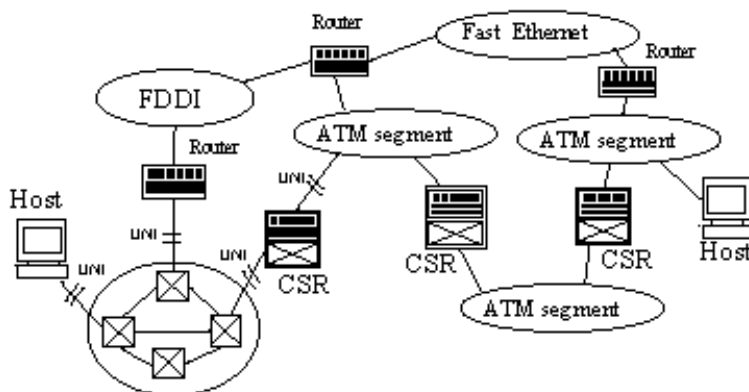 Router
Fast Ethernet
Router
FDDI
ATM segment
ATM segment
Router
UNI
Host
UNI
UNI
UNI
CSR
CSR
CSR
Host
ATM segment